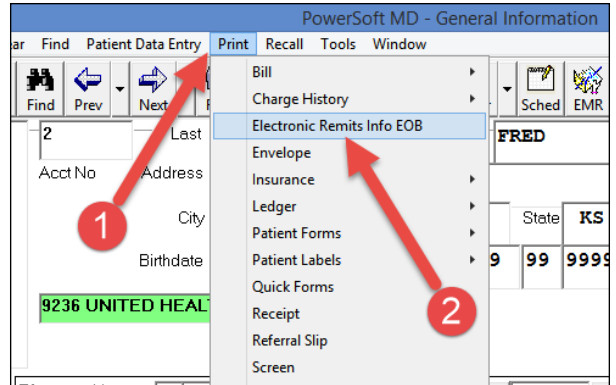 PowerSoft MD - General Information
ar Find Patient Data Entry Print Recall Tools Window
Find Prev Next Sched EMR
Bill
Charge History
Electronic Remits Info EOB
Envelope
Insurance
Ledger
Patient Forms
Patient Labels
Quick Forms
Receipt
Referral Slip
Screen
2 Last FRED
Acct No Address
City State KS
Birthdate 9 99 9999
9236 UNITED HEAL
1
2